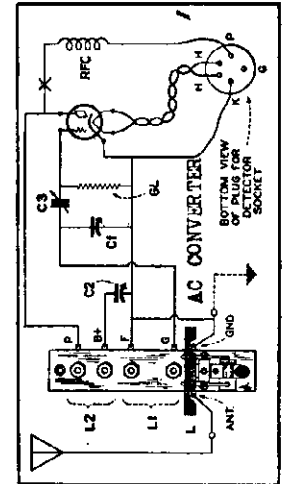 RFC
P
H
H
G
K
BOTTOM VIEW
OF PLUG FOR
DETECTOR
SOCKET
C3
GL
C1
C2
AC CONVERTER
P
B+
F
G
L2
L1
L
GND
ANT.